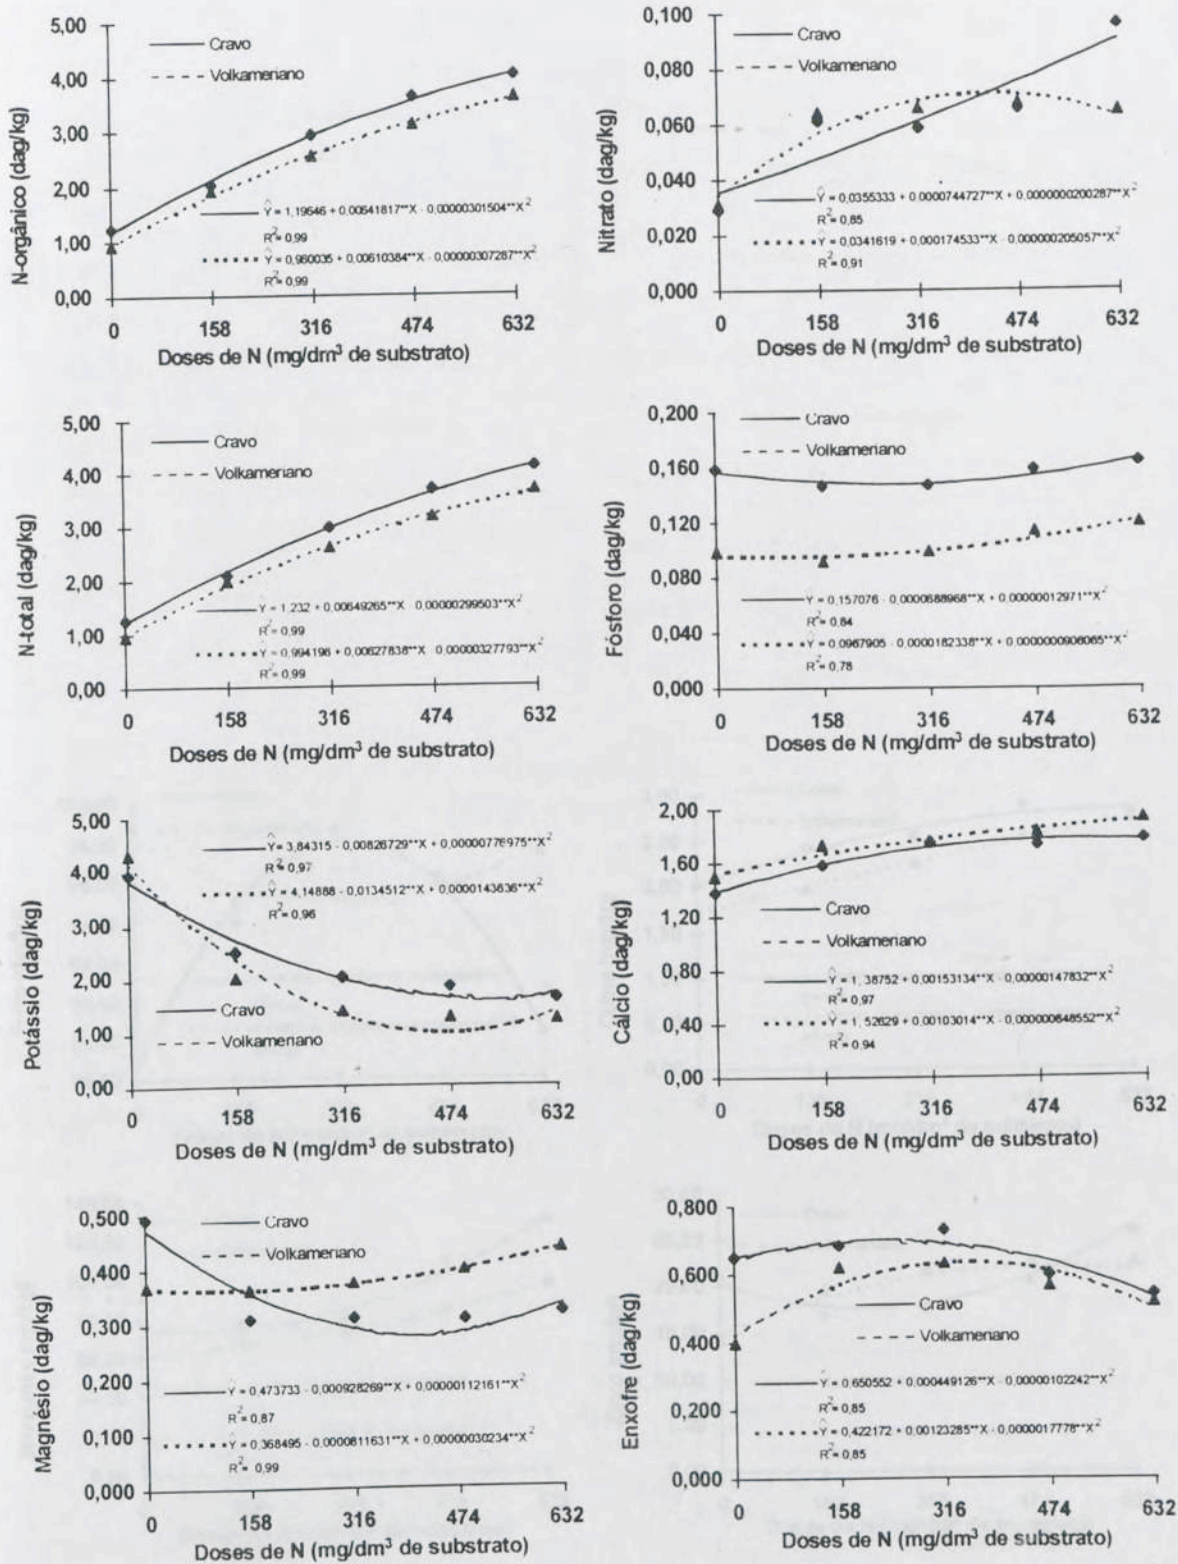 5,00
4,00
3,00
2,00
1,00
0,00
N-orgânico (dag/kg)
Cravo
Volkameriano
Ŷ = 1,19646 + 0,00641817**X - 0,00000301504**X²
R²= 0,99
Ŷ = 0,960035 + 0,00610384**X - 0,00000307287**X²
R²= 0,99
0 158 316 474 632
Doses de N (mg/dm³ de substrato)
0,100
0,080
0,060
0,040
0,020
0,000
Nitrato (dag/kg)
Cravo
Volkameriano
Ŷ = 0,0355333 + 0,0000744727**X + 0,0000000200287**X²
R²= 0,85
Ŷ = 0,0341619 + 0,000174533**X - 0,000000205057**X²
R²= 0,91
0 158 316 474 632
Doses de N (mg/dm³ de substrato)
5,00
4,00
3,00
2,00
1,00
0,00
N-total (dag/kg)
Cravo
Volkameriano
Ŷ = 1,232 + 0,00649265**X - 0,00000299503**X²
R²= 0,99
Ŷ = 0,994196 + 0,00627838**X - 0,00000327793**X²
R²= 0,99
0 158 316 474 632
Doses de N (mg/dm³ de substrato)
0,200
0,160
0,120
0,080
0,040
0,000
Fósforo (dag/kg)
Cravo
Volkameriano
Ŷ = 0,157076 - 0,0000688968**X + 0,00000012971**X²
R²= 0,84
Ŷ = 0,0967905 - 0,0000182338**X + 0,0000000908065**X²
R²= 0,78
0 158 316 474 632
Doses de N (mg/dm³ de substrato)
5,00
4,00
3,00
2,00
1,00
0,00
Potássio (dag/kg)
Ŷ= 3,84315 - 0,00826729**X + 0,00000776975**X²
R²= 0,97
Ŷ = 4,14888 - 0,0134512**X + 0,0000143636**X²
R²= 0,96
Cravo
Volkameriano
0 158 316 474 632
Doses de N (mg/dm³ de substrato)
2,00
1,60
1,20
0,80
0,40
0,00
Cálcio (dag/kg)
Cravo
Volkameriano
Ŷ = 1,38752 + 0,00153134**X - 0,00000147832**X²
R²= 0,97
Ŷ = 1,52629 + 0,00103014**X - 0,000000648552**X²
R²= 0,94
0 158 316 474 632
Doses de N (mg/dm³ de substrato)
0,500
0,400
0,300
0,200
0,100
0,000
Magnésio (dag/kg)
Cravo
Volkameriano
Ŷ = 0,473733 - 0,000928269**X + 0,00000112161**X²
R²= 0,87
Ŷ = 0,368495 - 0,0000811631**X + 0,00000030234**X²
R²= 0,99
0 158 316 474 632
Doses de N (mg/dm³ de substrato)
0,800
0,600
0,400
0,200
0,000
Enxofre (dag/kg)
Cravo
Volkameriano
Ŷ = 0,650552 + 0,000449126**X - 0,00000102242**X²
R²= 0,85
Ŷ = 0,422172 + 0,00123285**X - 0,0000017778**X²
R²= 0,85
0 158 316 474 632
Doses de N (mg/dm³ de substrato)